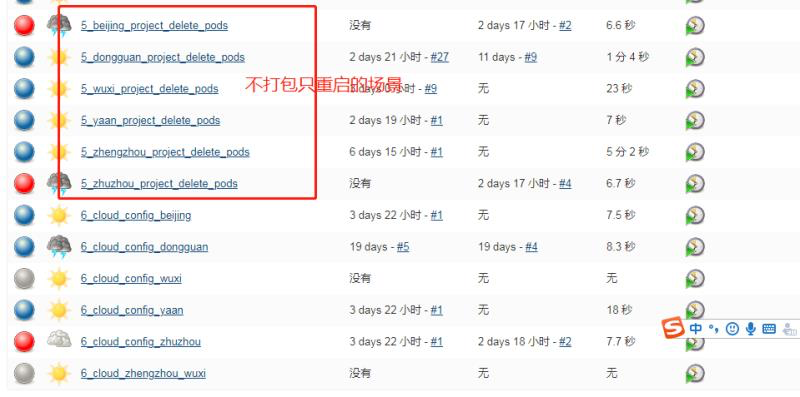 5_beijing_project_delete_pods 没有 2 days 17 小时 - #2 6.6 秒
5_dongguan_project_delete_pods 2 days 21 小时 - #27 11 days - #9 1 分 4 秒
不打包只重启的场景
5_wuxi_project_delete_pods 小时 - #9 无 23 秒
5_yaan_project_delete_pods 2 days 19 小时 - #1 无 7 秒
5_zhengzhou_project_delete_pods 6 days 15 小时 - #1 无 5 分 2 秒
5_zhuzhou_project_delete_pods 没有 2 days 17 小时 - #4 6.7 秒
6_cloud_config_beijing 3 days 22 小时 - #1 无 7.5 秒
6_cloud_config_dongguan 19 days - #5 19 days - #4 8.3 秒
6_cloud_config_wuxi 没有 无 无
6_cloud_config_yaan 3 days 22 小时 - #1 无 18 秒
S 中
6_cloud_config_zhuzhou 3 days 22 小时 - #1 2 days 18 小时 - #2 7.7 秒
6_cloud_zhengzhou_wuxi 没有 无 无